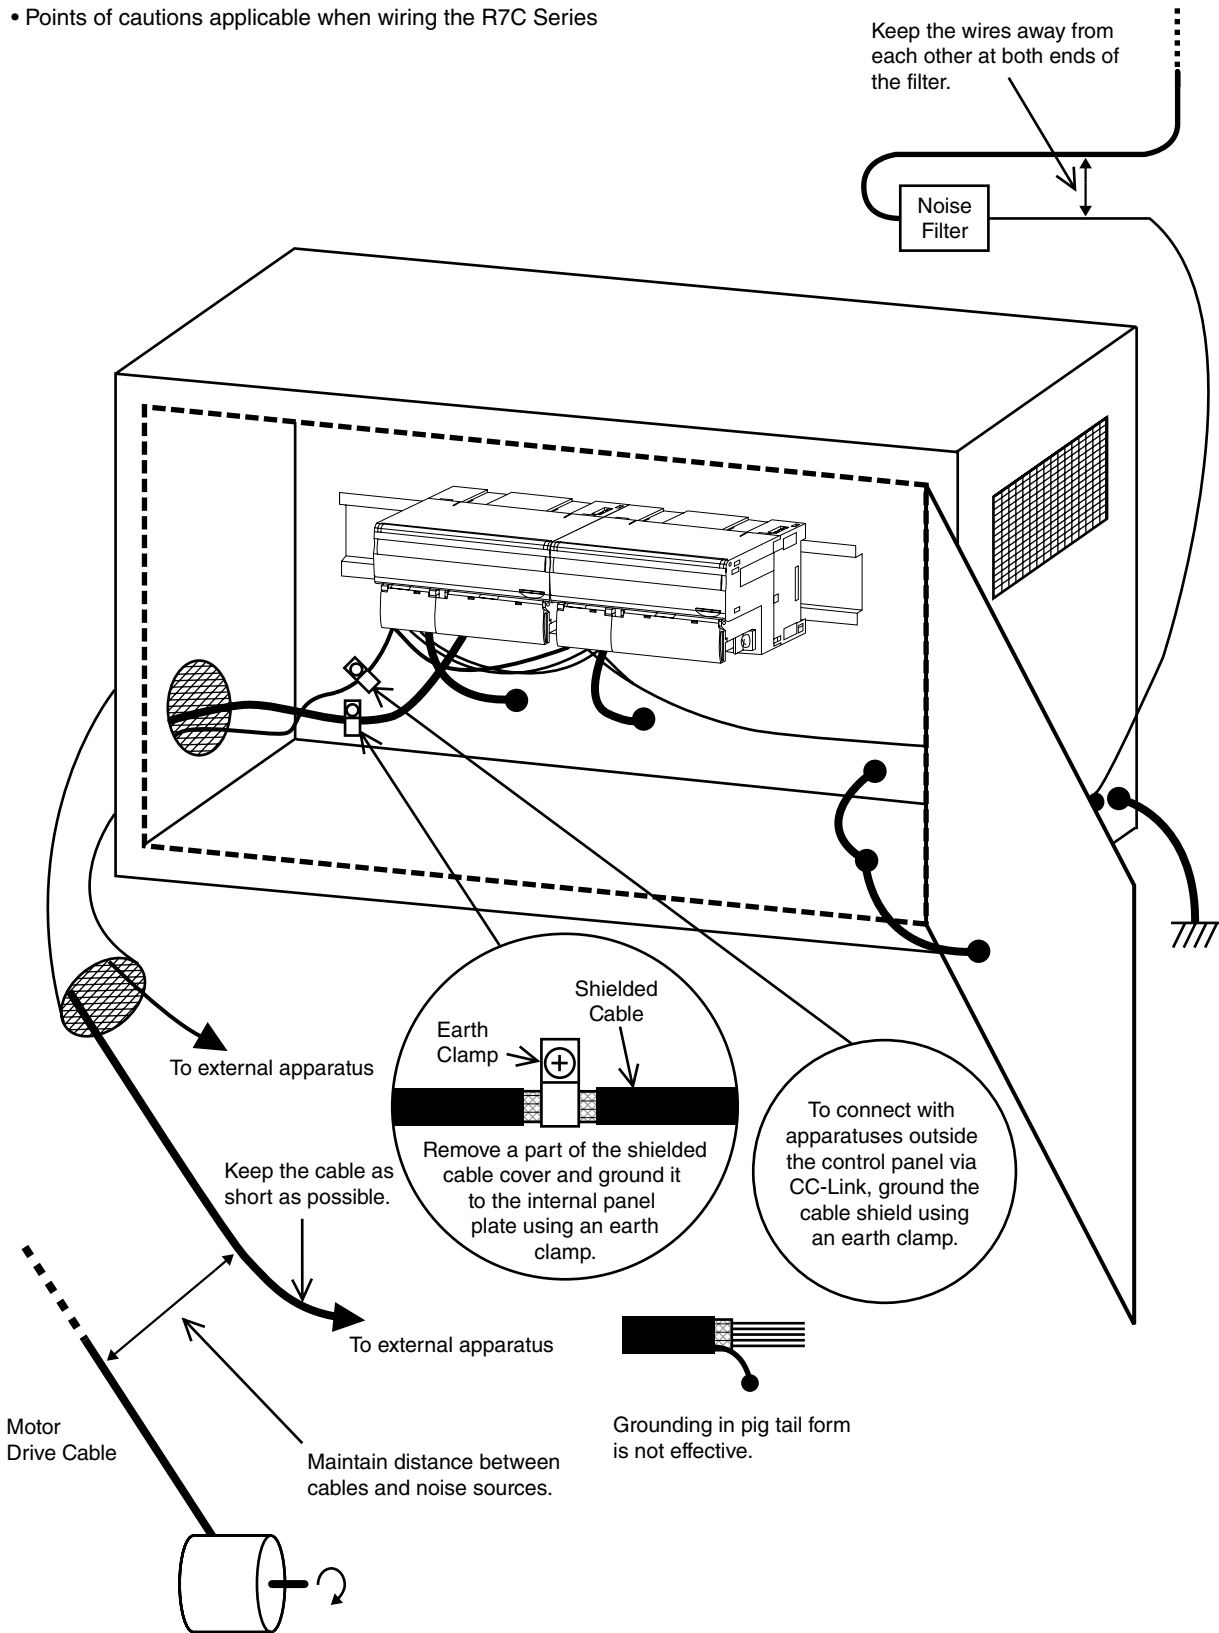 • Points of cautions applicable when wiring the R7C Series
Keep the wires away from
each other at both ends of
the filter.
Noise
Filter
Shielded
Cable
Earth
Clamp
To external apparatus
Remove a part of the shielded
cable cover and ground it
to the internal panel
plate using an earth
clamp.
To connect with
apparatuses outside
the control panel via
CC-Link, ground the
cable shield using
an earth clamp.
Keep the cable as
short as possible.
To external apparatus
Motor
Drive Cable
Maintain distance between
cables and noise sources.
Grounding in pig tail form
is not effective.